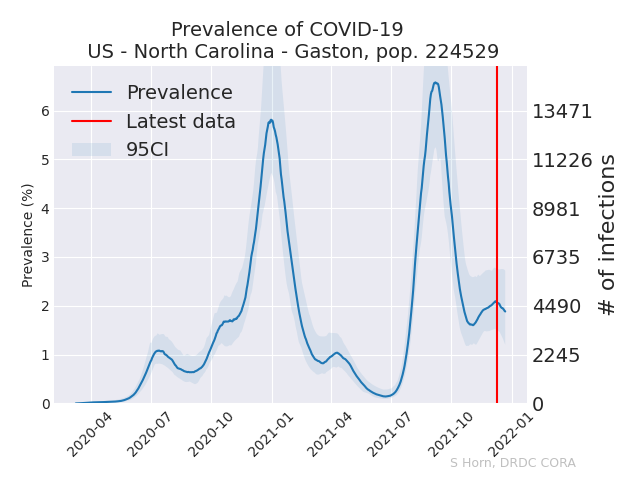 Prevalence of COVID-19
US - North Carolina - Gaston, pop. 224529
Prevalence
Latest data
95CI
Prevalence (%)
6
5
4
3
2
1
0
13471
11226
8981
6735
4490
2245
0
# of infections
2020-04
2020-07
2020-10
2021-01
2021-04
2021-07
2021-10
2022-01
S Horn, DRDC CORA